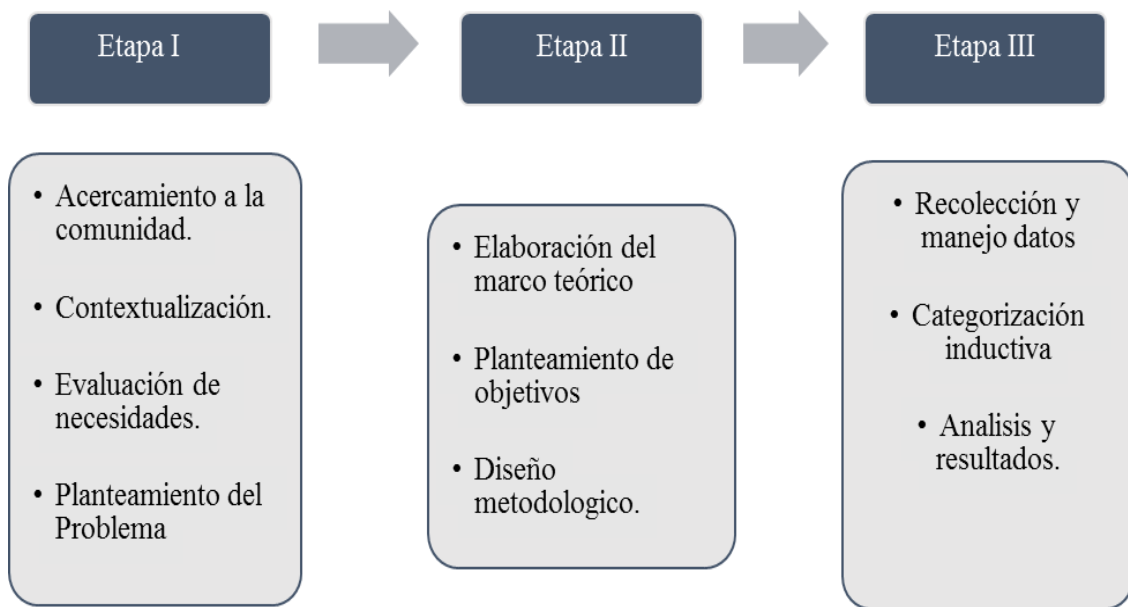 Etapa I
Etapa II
Etapa III
• Acercamiento a la
comunidad.
• Contextualización.
• Evaluación de
necesidades.
• Planteamiento del
Problema
• Elaboración del
marco teórico
• Planteamiento de
objetivos
• Diseño
metodologico.
• Recolección y
manejo datos
• Categorización
inductiva
• Analisis y
resultados.